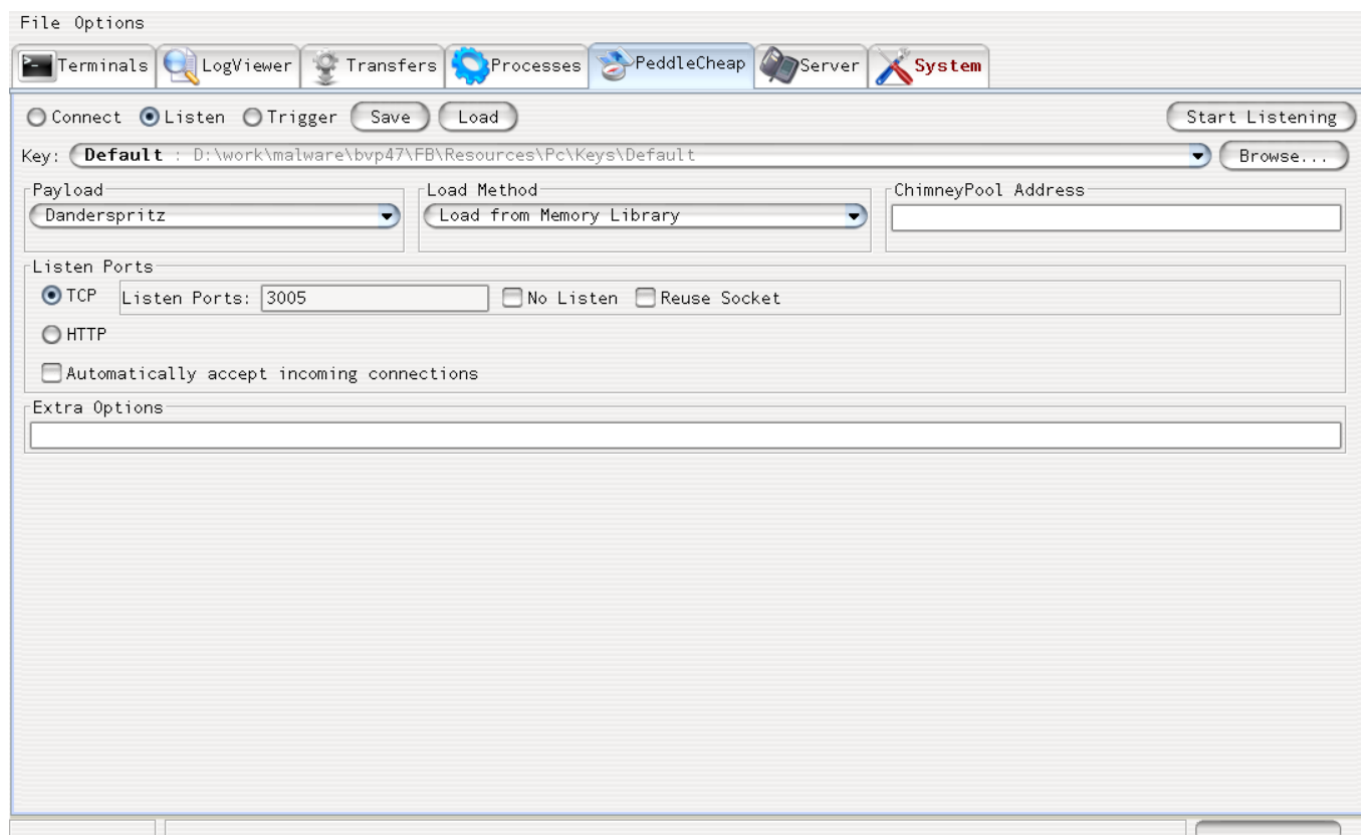 File Options
Terminals LogViewer Transfers Processes PeddleCheap Server System
Connect Listen Trigger Save Load Start Listening
Key: Default : D:\work\malware\bvp47\FB\Resources\Pc\Keys\Default Browse...
Payload Load Method ChimneyPool Address
Danderspritz Load from Memory Library
Listen Ports
TCP Listen Ports: 3005 No Listen Reuse Socket
HTTP
Automatically accept incoming connections
Extra Options